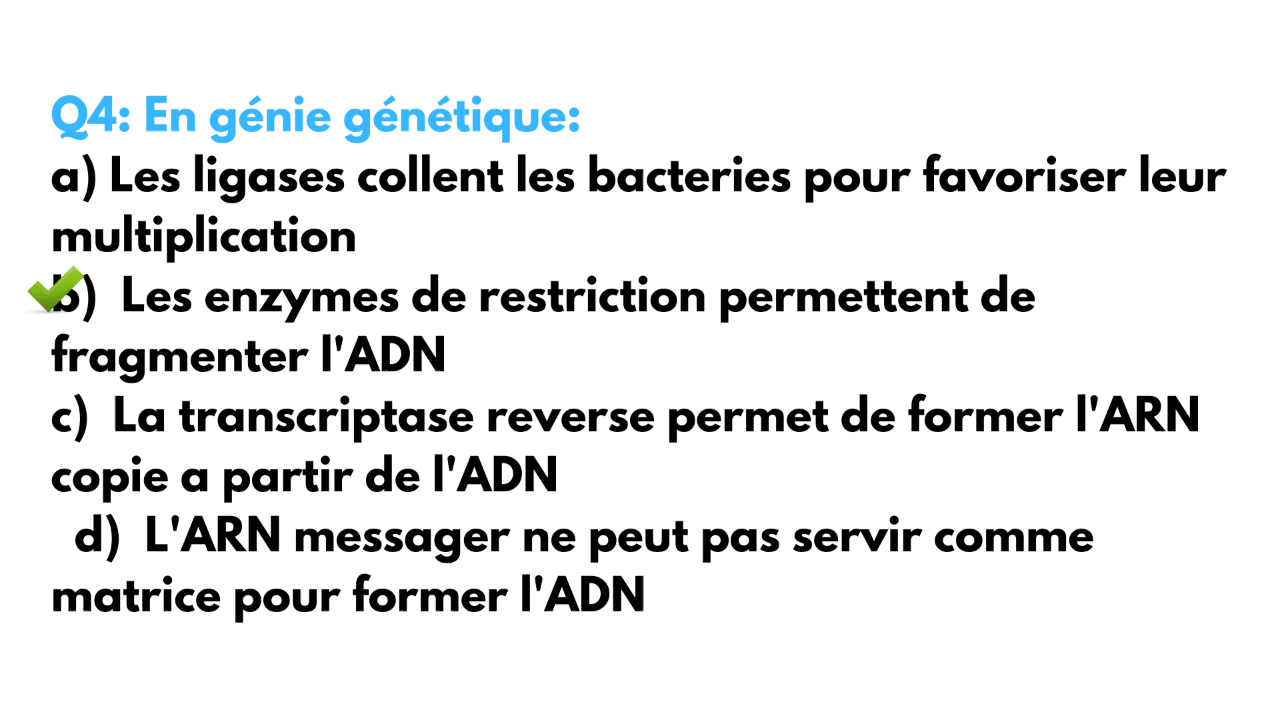 Q4: En génie génétique:
a) Les ligases collent les bacteries pour favoriser leur
multiplication
b) Les enzymes de restriction permettent de
fragmenter l'ADN
c) La transcriptase reverse permet de former l'ARN
copie a partir de l'ADN
d) L'ARN messager ne peut pas servir comme
matrice pour former l'ADN